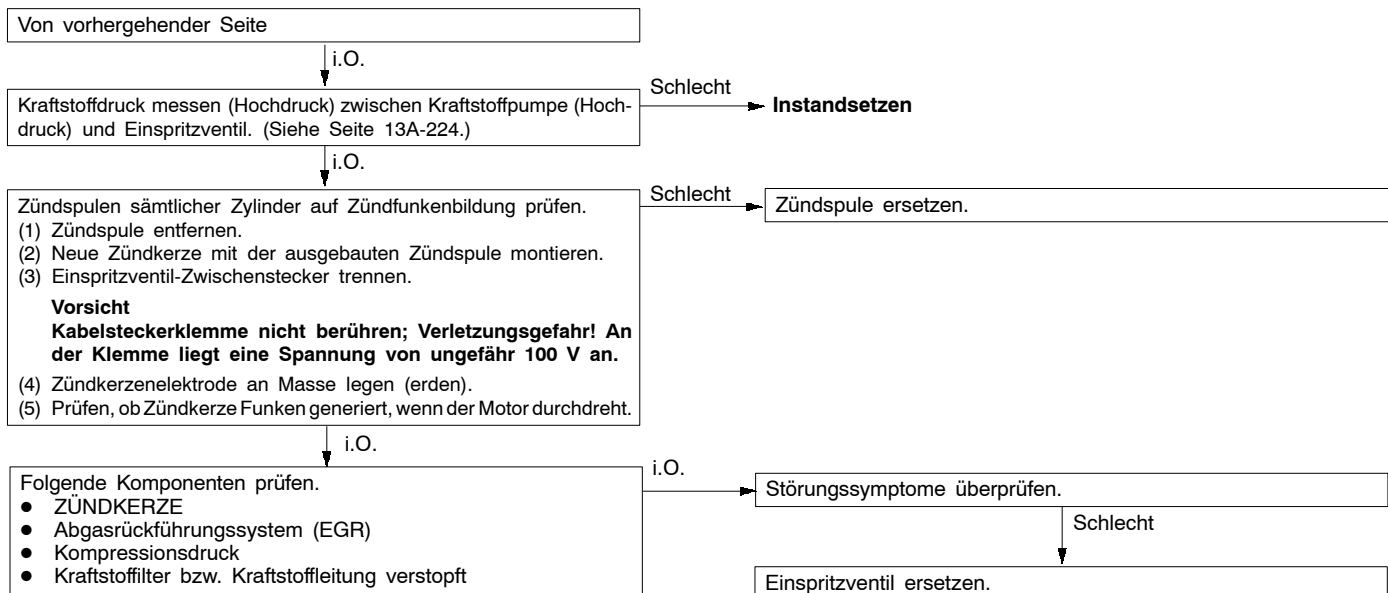 Von vorhergehender Seite
i.O.
Kraftstoffdruck messen (Hochdruck) zwischen Kraftstoffpumpe (Hoch-
druck) und Einspritzventil. (Siehe Seite 13A-224.)
Schlecht
Instandsetzen
i.O.
Zündspulen sämtlicher Zylinder auf Zündfunkenbildung prüfen.
(1) Zündspule entfernen.
(2) Neue Zündkerze mit der ausgebauten Zündspule montieren.
(3) Einspritzventil-Zwischenstecker trennen.
Vorsicht
Kabelsteckerklemme nicht berühren; Verletzungsgefahr! An
der Klemme liegt eine Spannung von ungefähr 100 V an.
(4) Zündkerzenelektrode an Masse legen (erden).
(5) Prüfen, ob Zündkerze Funken generiert, wenn der Motor durchdreht.
Schlecht
Zündspule ersetzen.
i.O.
Folgende Komponenten prüfen.
● ZÜNDKERZE
● Abgasrückführungssystem (EGR)
● Kompressionsdruck
● Kraftstoffilter bzw. Kraftstoffleitung verstopft
i.O.
Störungssymptome überprüfen.
Schlecht
Einspritzventil ersetzen.